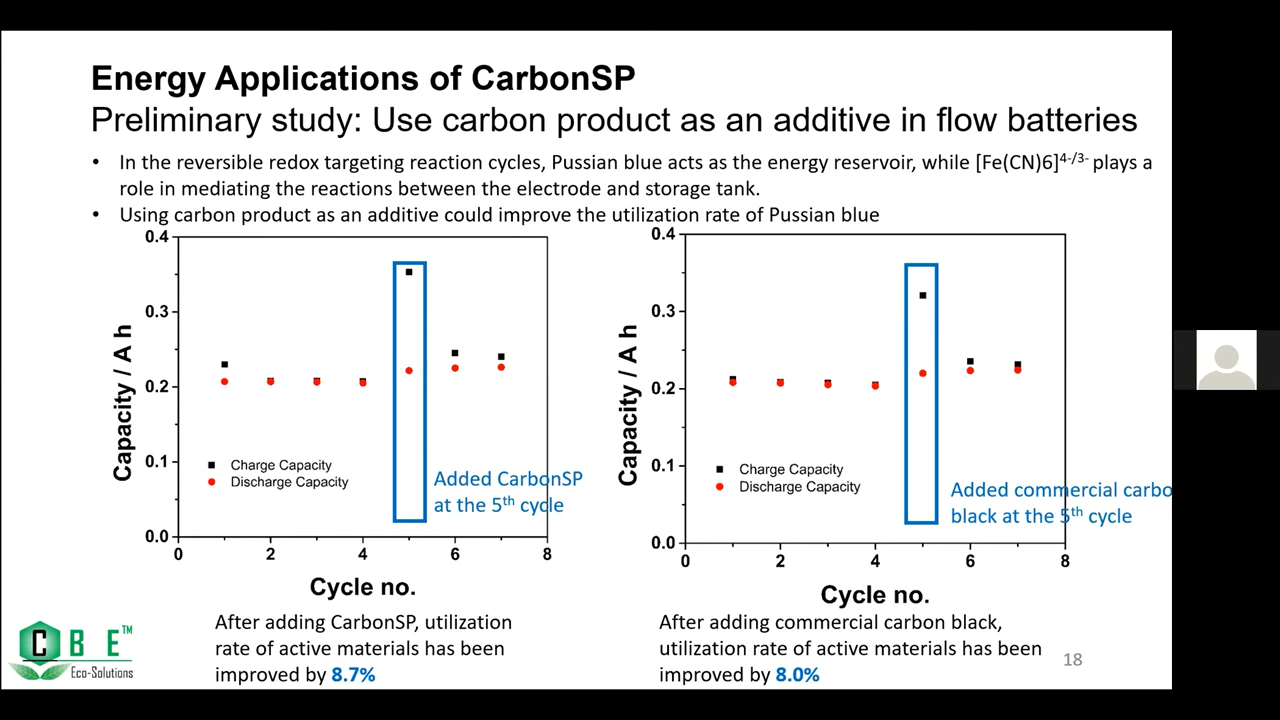 Energy Applications of CarbonSP
Preliminary study: Use carbon product as an additive in flow batteries
• In the reversible redox targeting reaction cycles, Pussian blue acts as the energy reservoir, while [Fe(CN)6]4-/3- plays a
role in mediating the reactions between the electrode and storage tank.
• Using carbon product as an additive could improve the utilization rate of Pussian blue
0.4
0.3
0.2
0.1
0.0
Capacity / A h
0 2 4 6 8
Cycle no.
Charge Capacity
Discharge Capacity
Added CarbonSP
at the 5th cycle
After adding CarbonSP, utilization
rate of active materials has been
improved by 8.7%
0.4
0.3
0.2
0.1
0.0
Capacity / A h
0 2 4 6 8
Cycle no.
Charge Capacity
Discharge Capacity
Added commercial carbo
black at the 5th cycle
After adding commercial carbon black,
utilization rate of active materials has been
improved by 8.0%
CBE™
Eco-Solutions
18